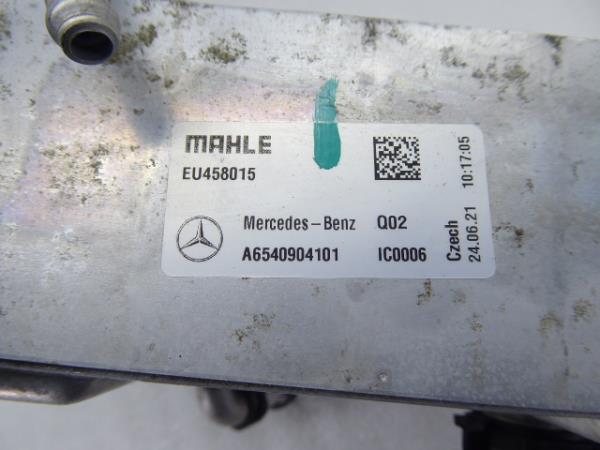 MAHLE
EU458015
Mercedes-Benz Q02
A6540904101 IC0006
Czech
24.06.21 10:17:05